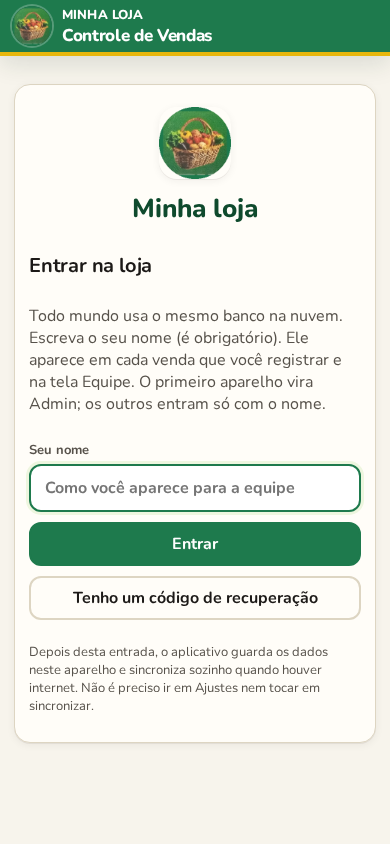 MINHA LOJA
Controle de Vendas
Minha loja
Entrar na loja
Todo mundo usa o mesmo banco na nuvem.
Escreva o seu nome (é obrigatório). Ele
aparece em cada venda que você registrar e
na tela Equipe. O primeiro aparelho vira
Admin; os outros entram só com o nome.
Seu nome
Como você aparece para a equipe
Entrar
Tenho um código de recuperação
Depois desta entrada, o aplicativo guarda os dados
neste aparelho e sincroniza sozinho quando houver
internet. Não é preciso ir em Ajustes nem tocar em
sincronizar.